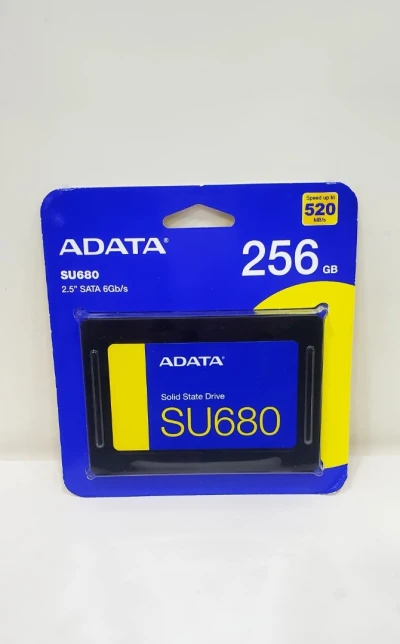 Speed up to
520
MB/s
ADATA®
256 GB
SU680
2.5" SATA 6Gb/s
ADATA®
Solid State Drive
SU680